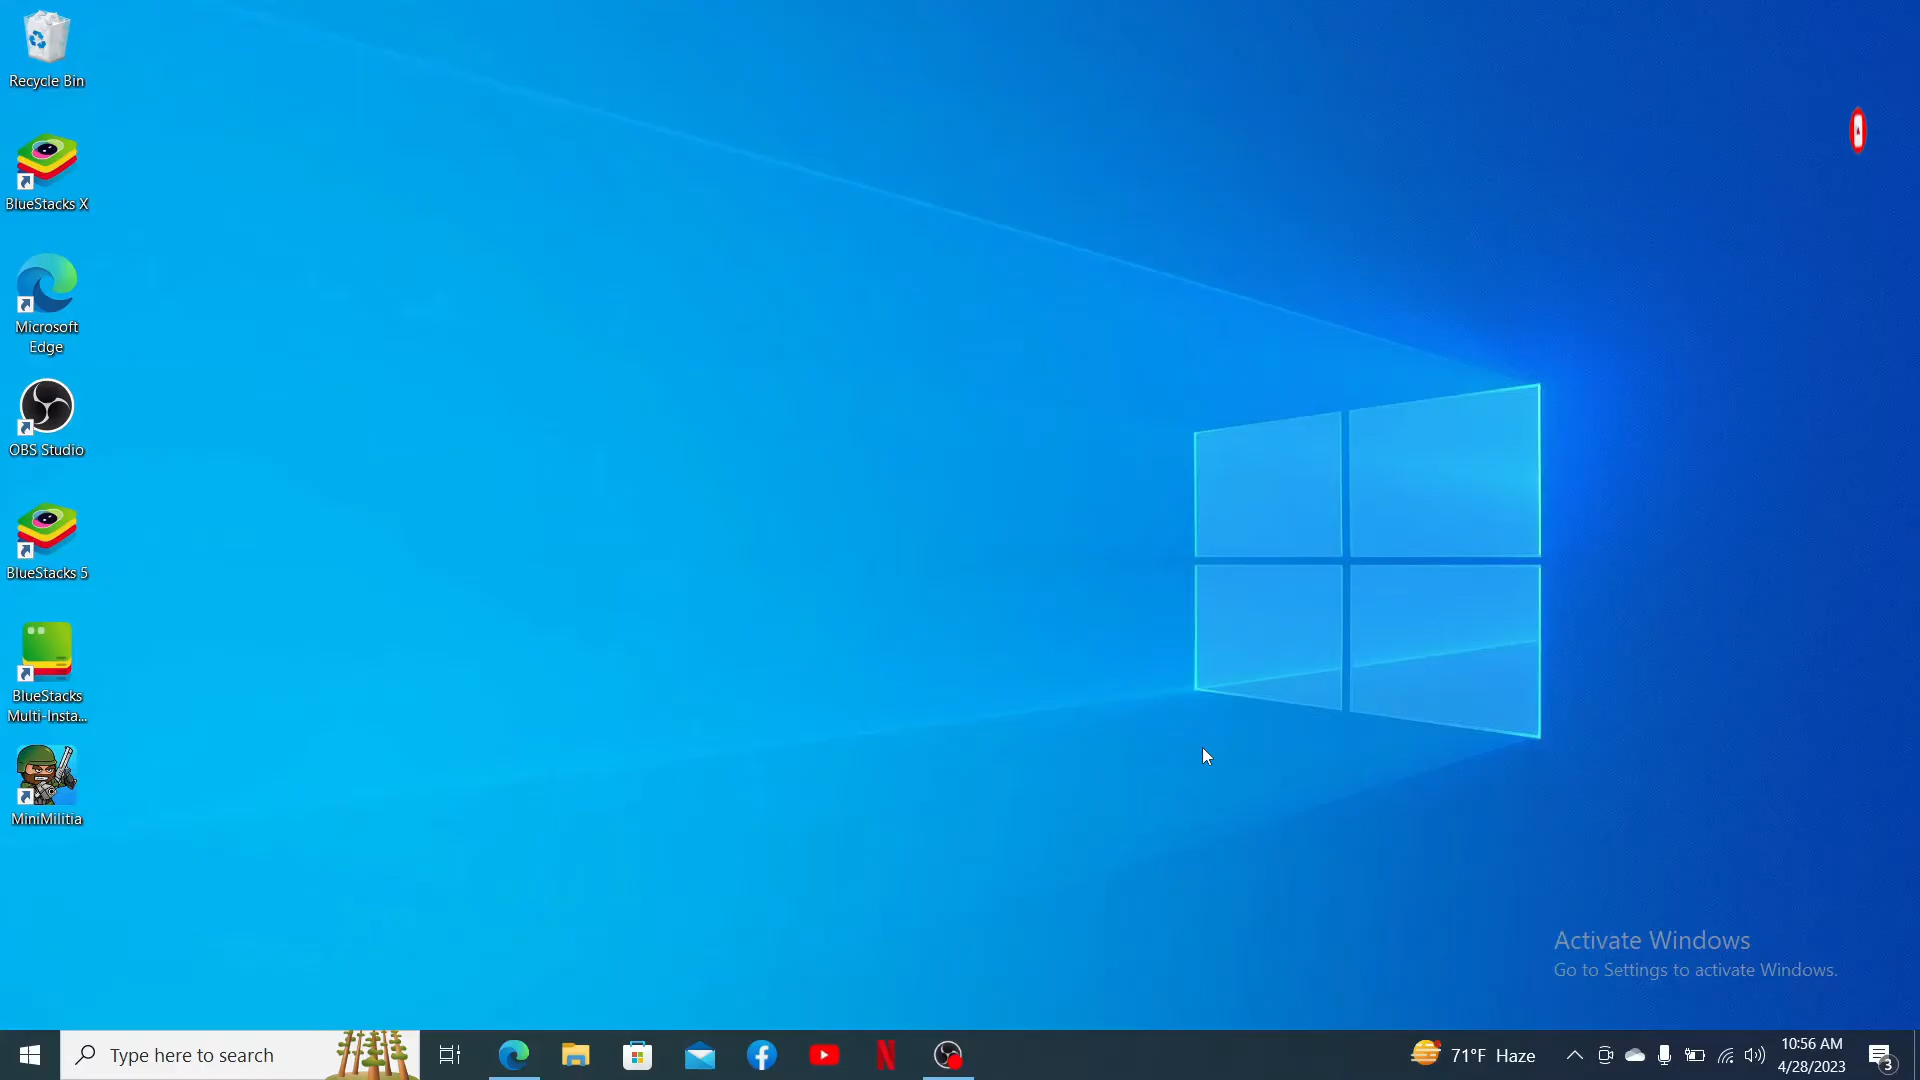 Recycle Bin
BlueStacks X
Microsoft
Edge
OBS Studio
BlueStacks 5
BlueStacks
Multi-Insta...
MiniMilitia
Activate Windows
Go to Settings to activate Windows.
Type here to search
71°F Haze
10:56 AM
4/28/2023
3